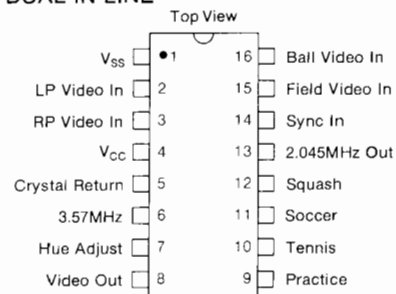 DUAL IN LINE
Top View
VSS 1 16 Ball Video In
LP Video In 2 15 Field Video In
RP Video In 3 14 Sync In
VCC 4 13 2.045MHz Out
Crystal Return 5 12 Squash
3.57MHz 6 11 Soccer
Hue Adjust 7 10 Tennis
Video Out 8 9 Practice